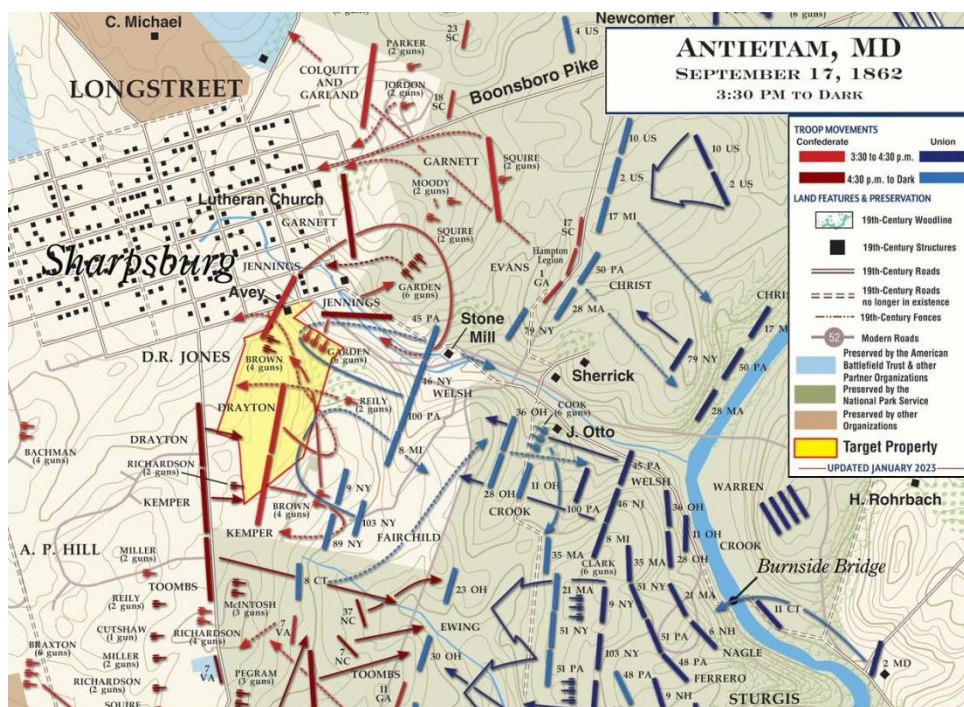 C. Michael
LONGSTREET
COLQUITT
AND
GARLAND
PARKER
(2 guns)
JORDON
(2 guns)
23
SC
18
SC
Newcomer
4 US
(6 guns)
2 US
Boonsboro Pike
ANTIETAM, MD
SEPTEMBER 17, 1862
3:30 PM TO DARK
TROOP MOVEMENTS
Confederate
Union
3:30 to 4:30 p.m.
4:30 p.m. to Dark
LAND FEATURES & PRESERVATION
19th-Century Woodline
19th-Century Structures
19th-Century Roads
19th-Century Roads
no longer in existence
19th-Century Fences
52
Modern Roads
Preserved by the American
Battlefield Trust & other
Partner Organizations
Preserved by the
National Park Service
Preserved by other
Organizations
Target Property
UPDATED JANUARY 2023
GARNETT
SQUIRE
(2 guns)
MOODY
(2 guns)
SQUIRE
(2 guns)
10 US
2 US
10 US
2 US
17 MI
Lutheran Church
GARNETT
Sharpsburg
JENNINGS
Avey
JENNINGS
GARDEN
(6 guns)
17
SC
Hampton
Legion
EVANS
1
GA
50 PA
CHRIST
28 MA
79 NY
45 PA
Stone
Mill
CHRIST
17 MI
79 NY
50 PA
28 MA
D.R. JONES
BROWN
(4 guns)
GARDEN
(6 guns)
46 NY
WELSH
100 PA
8 MI
REILY
(2 guns)
DRAYTON
Sherrick
COOK
(6 guns)
J. Otto
36 OH
28 OH
11 OH
CROOK
BACHMAN
(4 guns)
DRAYTON
RICHARDSON
(2 guns)
KEMPER
KEMPER
BROWN
(4 guns)
9 NY
103 NY
89 NY
FAIRCHILD
45 PA
WELSH
100 PA
46 NJ
8 MI
36 OH
11 OH
28 OH
CROOK
WARREN
H. Rohrbach
Burnside Bridge
A. P. HILL
MILLER
(2 guns)
TOOMBS
REILY
(2 guns)
CUTSHAW
(1 gun)
BRAXTON
(6 guns)
MILLER
(2 guns)
RICHARDSON
(2 guns)
SQUIRE
McINTOSH
(3 guns)
RICHARDSON
(4 guns)
7
VA
7
VA
PEGRAM
(3 guns)
8 CT
37
NC
7
NC
TOOMBS
11
GA
23 OH
EWING
30 OH
CLARK
(6 guns)
35 MA
21 MA
51 NY
51 PA
9 NY
103 NY
48 PA
35 MA
51 NY
21 MA
51 PA
6 NH
NAGLE
48 PA
FERRERO
9 NH
STURGIS
11 CT
2 MD